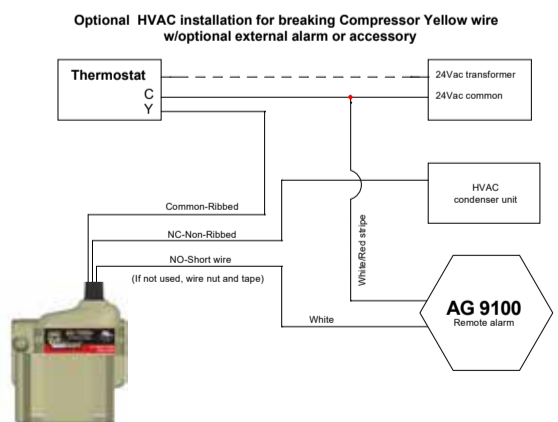 Optional HVAC installation for breaking Compressor Yellow wire
w/optional external alarm or accessory
Thermostat
C
Y
24Vac transformer
24Vac common
HVAC
condenser unit
Common-Ribbed
NC-Non-Ribbed
NO-Short wire
(If not used, wire nut and tape)
White/Red stripe
White
AG 9100
Remote alarm